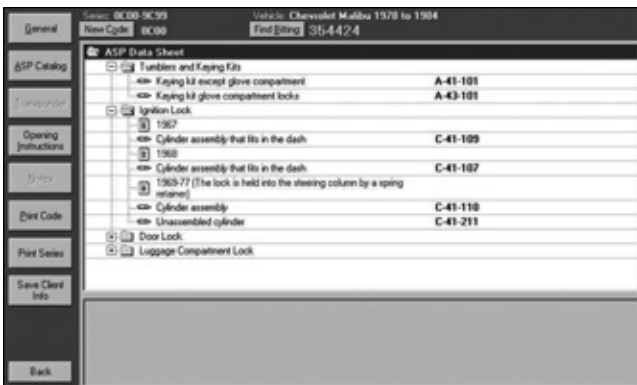 Series: 0C00-9C99 Vehicle: Chevrolet Malibu 1978 to 1984
New Code: 0C00 Find Bitting: 354424
General
ASP Catalog
Transponder
Opening Instructions
Notes
Print Code
Print Series
Save Client Info
Back
ASP Data Sheet
Tumblers and Keying Kits
Keying kit except glove compartment A-41-101
Keying kit glove compartment locks A-43-101
Ignition Lock
1967
Cylinder assembly that fits in the dash C-41-109
1968
Cylinder assembly that fits in the dash C-41-107
1969-77 (The lock is held into the steering column by a spring
retainer)
Cylinder assembly C-41-110
Unassembled cylinder C-41-211
Door Lock
Luggage Compartment Lock